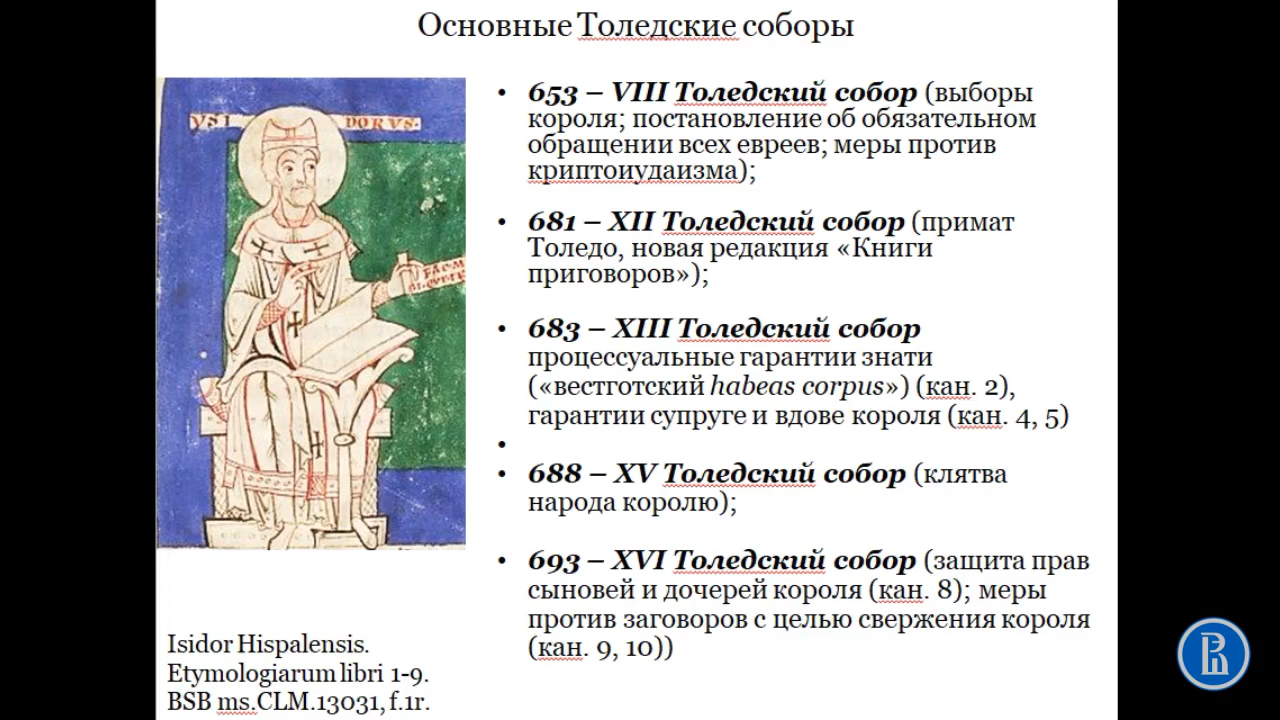 Основные Толедские соборы
YSI DORVS.
• 653 – VIII Толедский собор (выборы
короля; постановление об обязательном
обращении всех евреев; меры против
криптоиудаизма);
• 681 – XII Толедский собор (примат
Толедо, новая редакция «Книги
приговоров»);
• 683 – XIII Толедский собор
процессуальные гарантии знати
(«вестготский habeas corpus») (кан. 2),
гарантии супруге и вдове короля (кан. 4, 5)
•
• 688 – XV Толедский собор (клятва
народа королю);
• 693 – XVI Толедский собор (защита прав
сыновей и дочерей короля (кан. 8); меры
против заговоров с целью свержения короля
(кан. 9, 10))
Isidor Hispalensis.
Etymologiarum libri 1-9.
BSB ms.CLM.13031, f.1r.